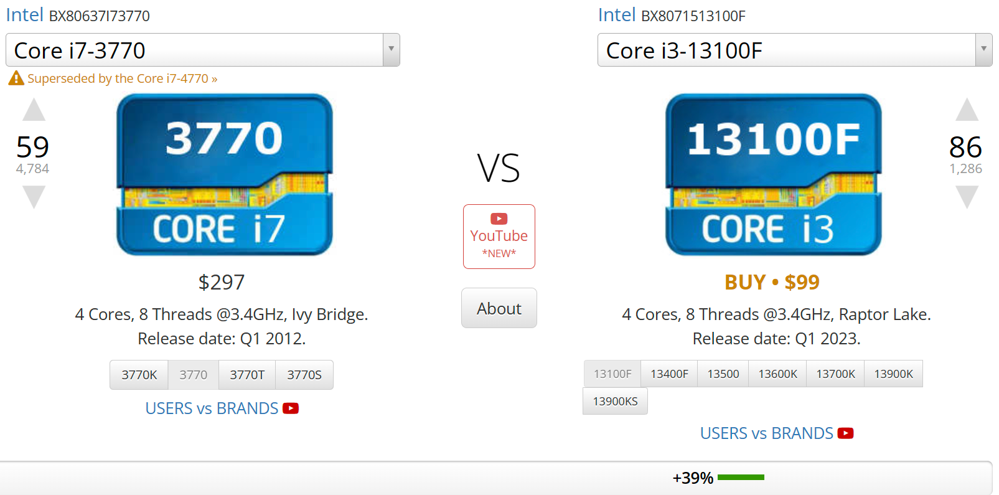 Intel BX80637I73770
Core i7-3770
Superseded by the Core i7-4770 »
59
4,784
3770
CORE i7
$297
4 Cores, 8 Threads @3.4GHz, Ivy Bridge.
Release date: Q1 2012.
3770K 3770 3770T 3770S
USERS vs BRANDS
VS
YouTube
*NEW*
About
Intel BX8071513100F
Core i3-13100F
86
1,286
13100F
CORE i3
BUY • $99
4 Cores, 8 Threads @3.4GHz, Raptor Lake.
Release date: Q1 2023.
13100F 13400F 13500 13600K 13700K 13900K
13900KS
USERS vs BRANDS
+39%